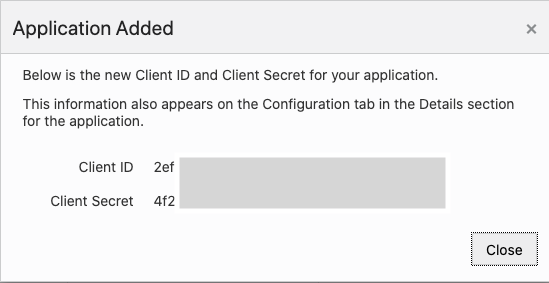 Application Added
×
Below is the new Client ID and Client Secret for your application.
This information also appears on the Configuration tab in the Details section
for the application.
Client ID 2ef
Client Secret 4f2
Close